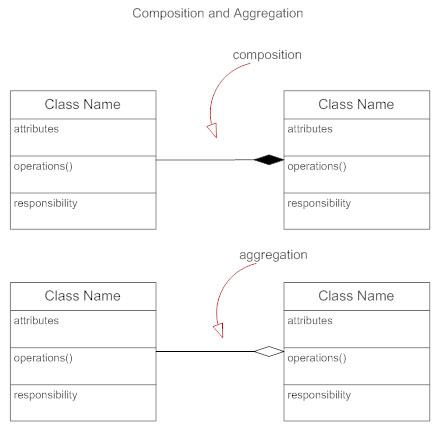 Composition and Aggregation
composition
Class Name
attributes
operations()
responsibility
Class Name
attributes
operations()
responsibility
aggregation
Class Name
attributes
operations()
responsibility
Class Name
attributes
operations()
responsibility